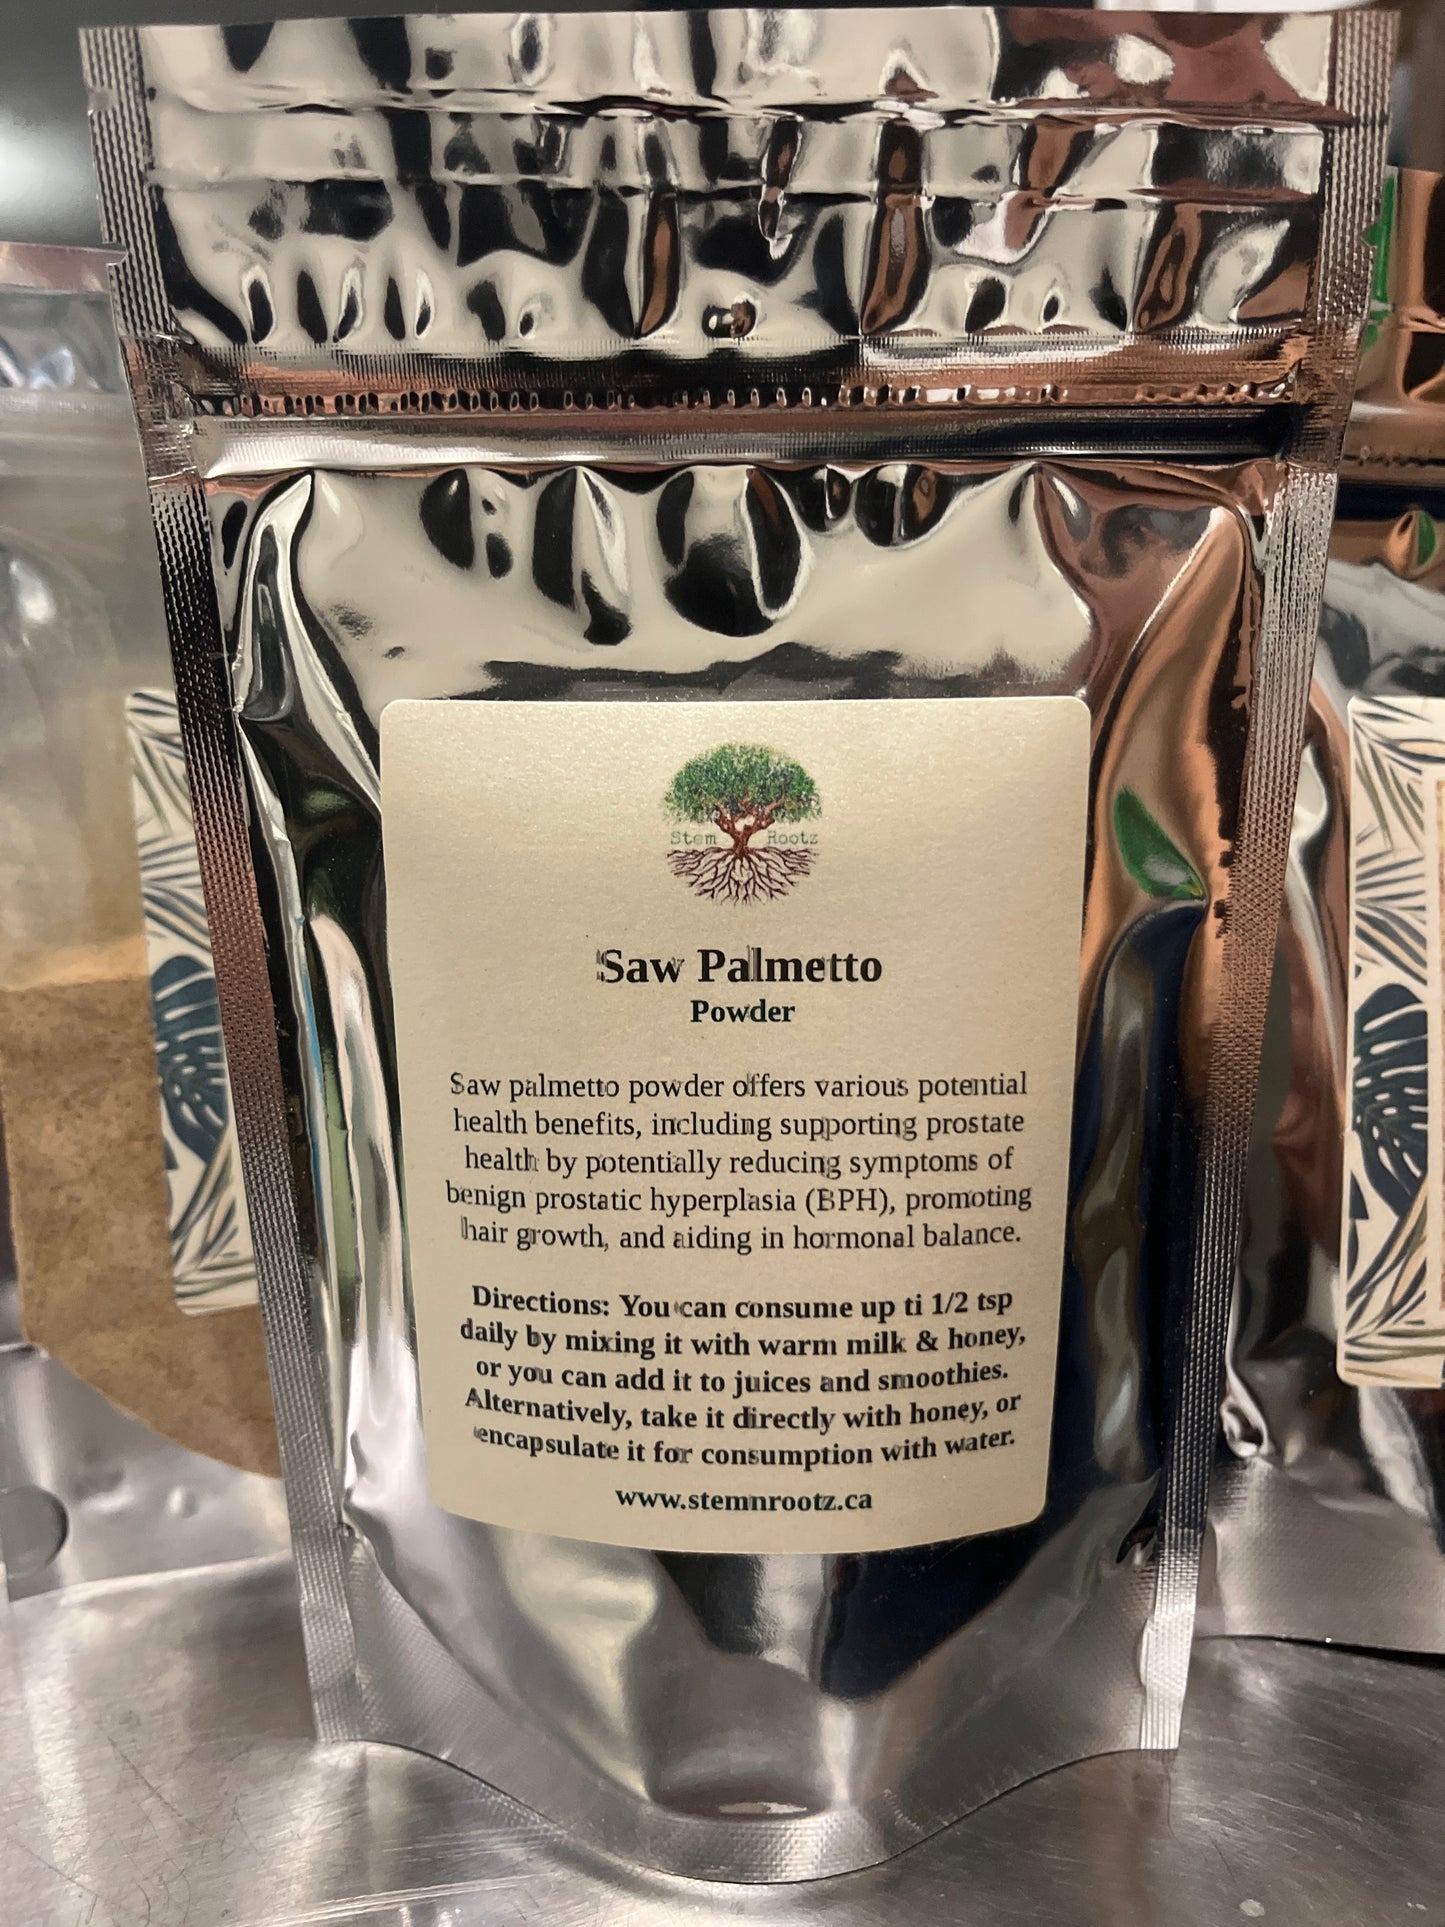 Stem Rootz
Saw Palmetto
Powder
Saw palmetto powder offers various potential
health benefits, including supporting prostate
health by potentially reducing symptoms of
benign prostatic hyperplasia (BPH), promoting
hair growth, and aiding in hormonal balance.
Directions: You can consume up ti 1/2 tsp
daily by mixing it with warm milk & honey,
or you can add it to juices and smoothies.
Alternatively, take it directly with honey, or
encapsulate it for consumption with water.
www.stemnrootz.ca